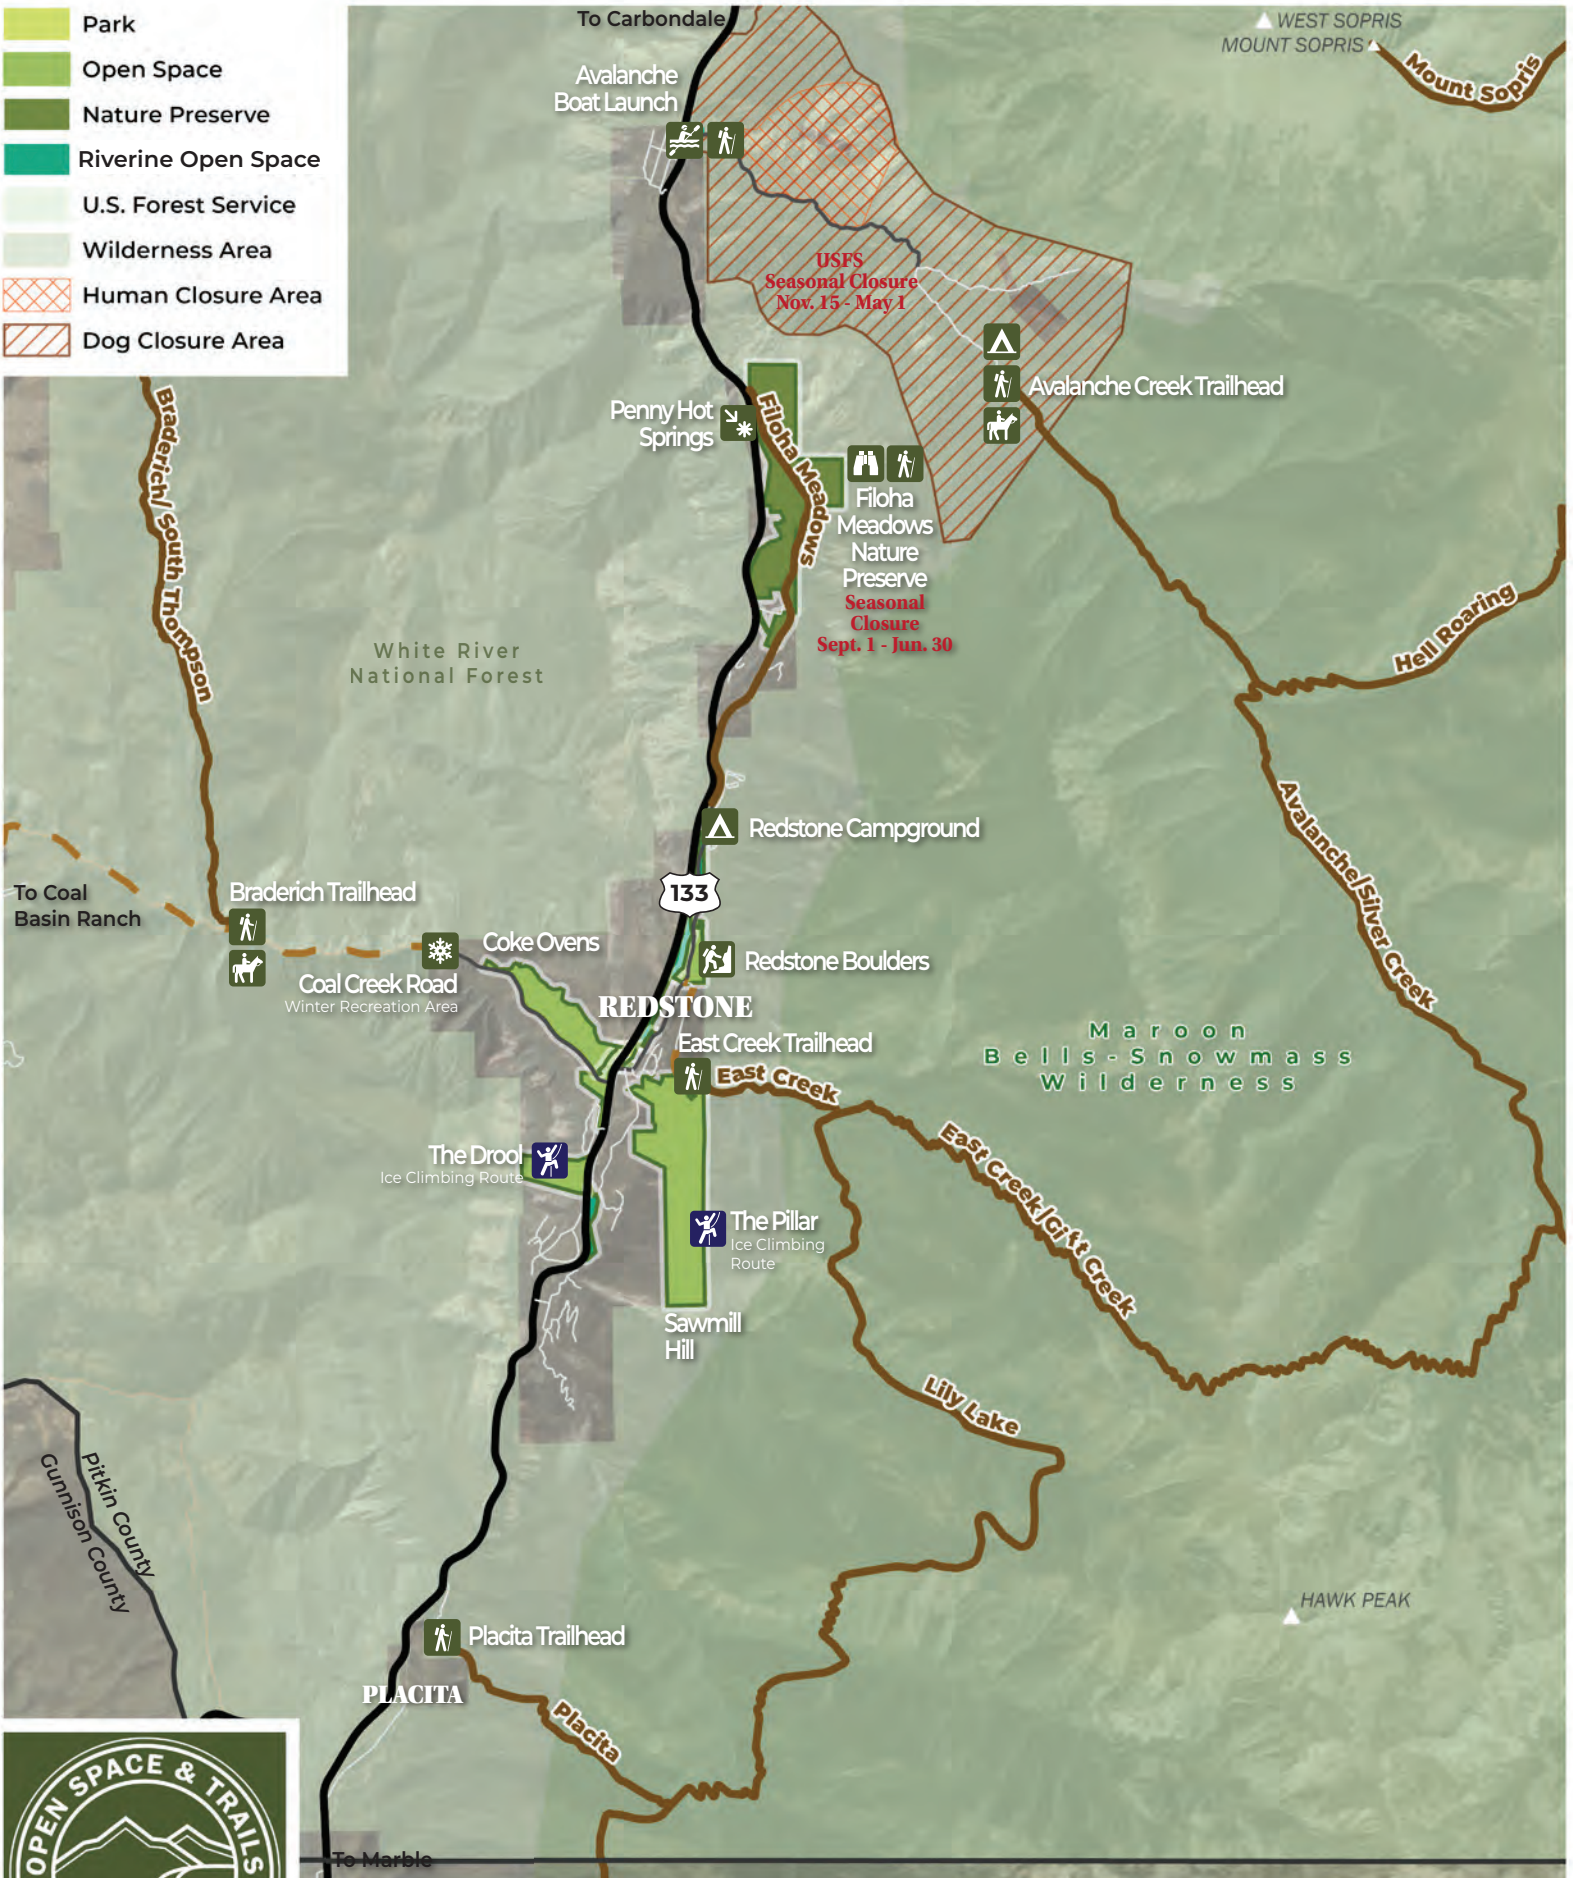 Park
Open Space
Nature Preserve
Riverine Open Space
U.S. Forest Service
Wilderness Area
Human Closure Area
Dog Closure Area
To Carbondale
WEST SOPRIS
MOUNT SOPRIS
Mount Sopris
Avalanche
Boat Launch
USFS
Seasonal Closure
Nov. 15 - May 1
Avalanche Creek Trailhead
Penny Hot
Springs
Filoha Meadows
Filoha
Meadows
Nature
Preserve
Seasonal
Closure
Sept. 1 - Jun. 30
Braderich/ South Thompson
White River
National Forest
Hell Roaring
Avalanche/Silver Creek
Redstone Campground
133
To Coal
Basin Ranch
Braderich Trailhead
Coke Ovens
Coal Creek Road
Winter Recreation Area
Redstone Boulders
REDSTONE
East Creek Trailhead
East Creek
Maroon
Bells-Snowmass
Wilderness
East Creek/Gift Creek
The Drool
Ice Climbing Route
The Pillar
Ice Climbing
Route
Sawmill
Hill
Lily Lake
Pitkin County
Gunnison County
HAWK PEAK
Placita Trailhead
PLACITA
Placita
OPEN SPACE & TRAILS
To Marble